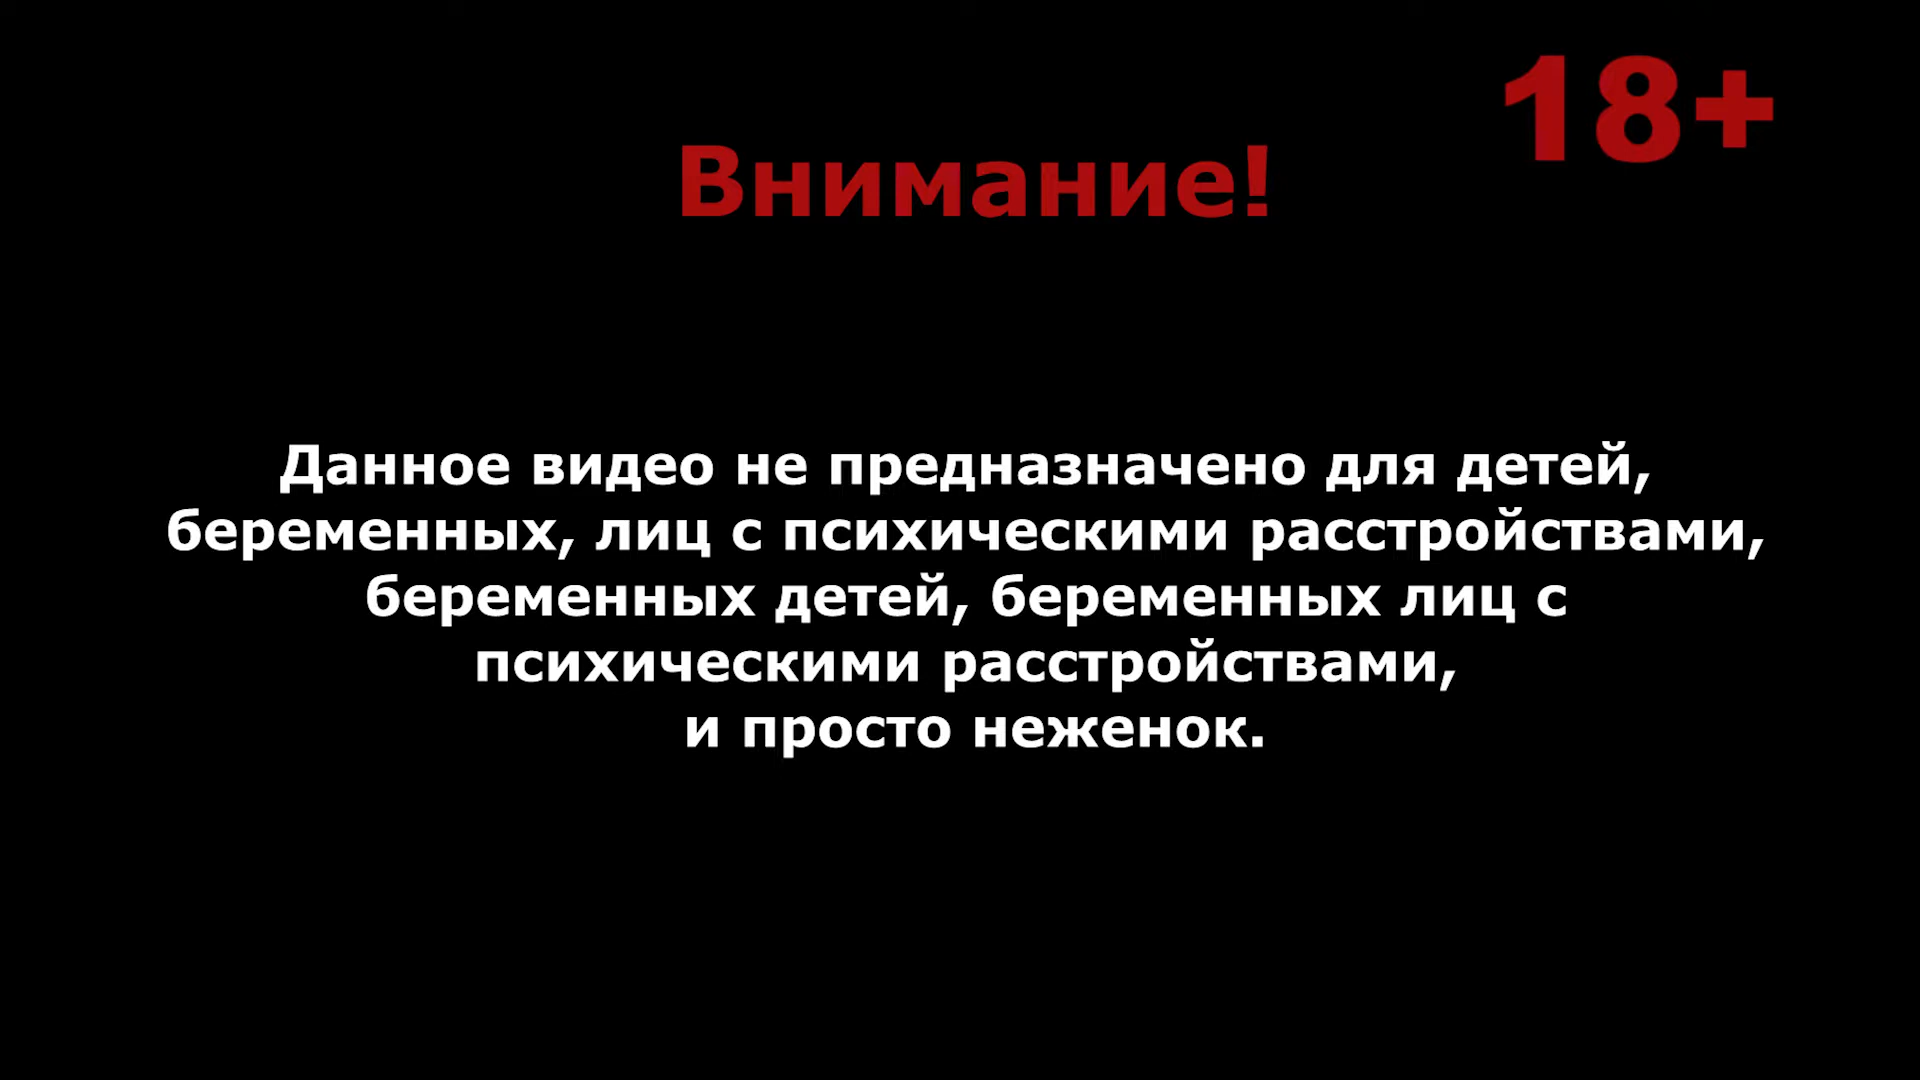 18+
Внимание!
Данное видео не предназначено для детей,
беременных, лиц с психическими расстройствами,
беременных детей, беременных лиц с
психическими расстройствами,
и просто неженок.